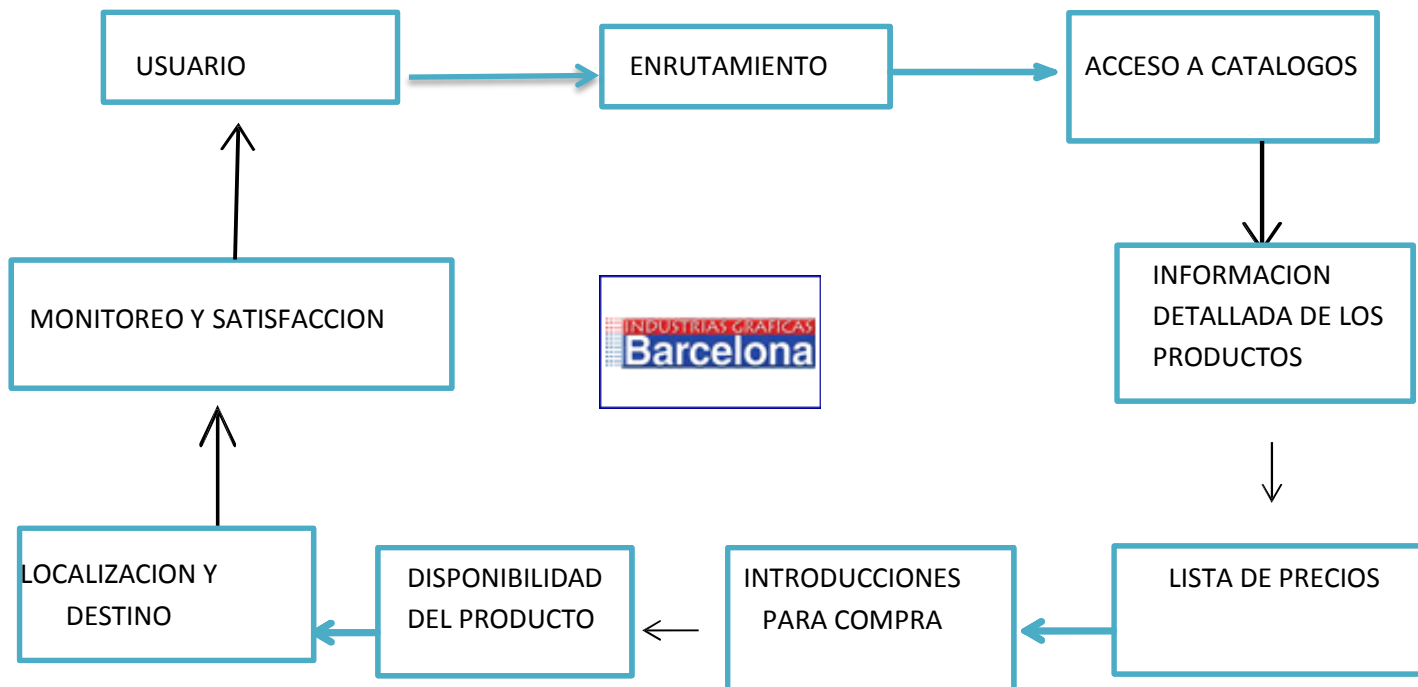 USUARIO
ENRUTAMIENTO
ACCESO A CATALOGOS
INFORMACION
DETALLADA DE LOS
PRODUCTOS
MONITOREO Y SATISFACCION
INDUSTRIAS GRAFICAS
Barcelona
LOCALIZACION Y
DESTINO
DISPONIBILIDAD
DEL PRODUCTO
INTRODUCCIONES
PARA COMPRA
LISTA DE PRECIOS